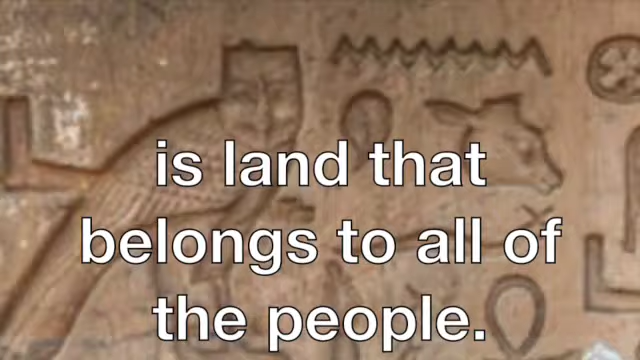 is land that
belongs to all of
the people.